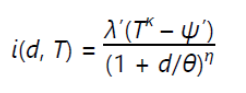 i(d, T) = λ′(T^κ – ψ′) / (1 + d/θ)^η